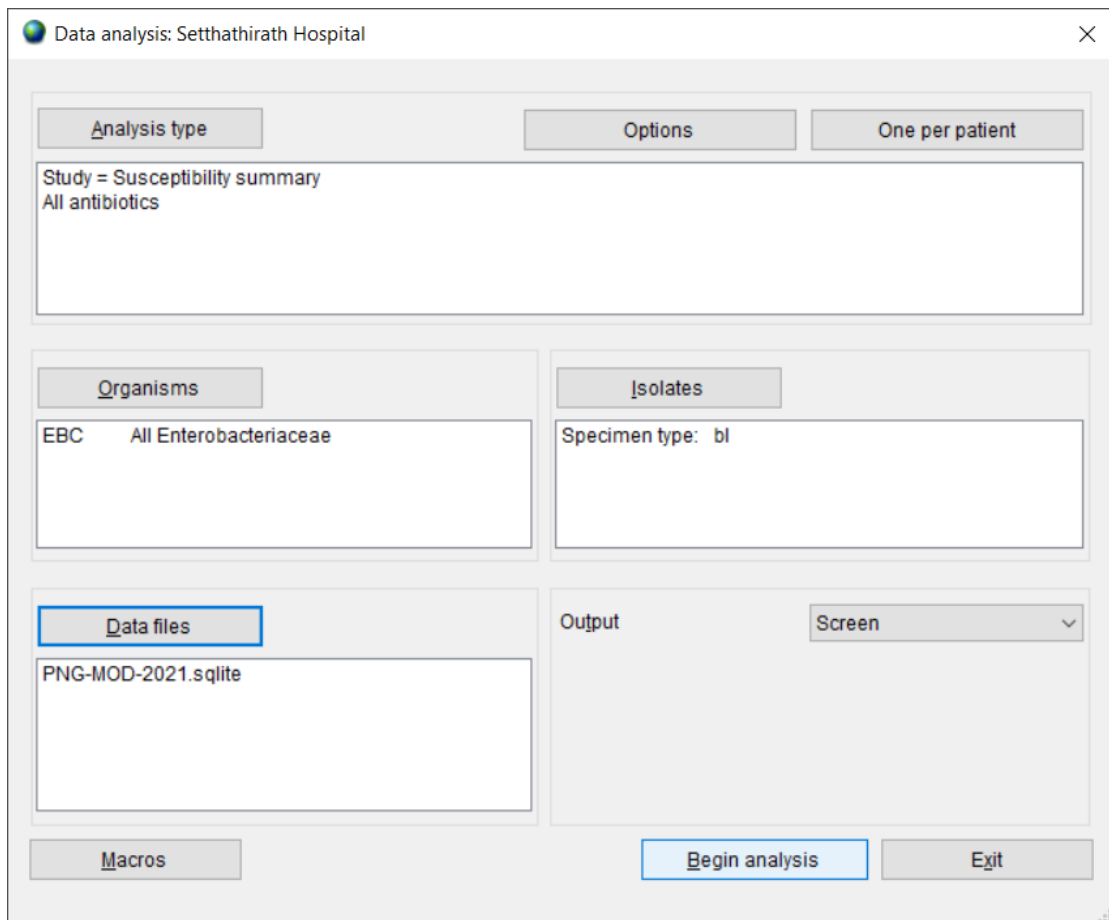 Data analysis: Setthathirath Hospital
Analysis type
Options
One per patient
Study = Susceptibility summary
All antibiotics
Organisms
Isolates
EBC All Enterobacteriaceae
Specimen type: bl
Data files
Output
Screen
PNG-MOD-2021.sqlite
Macros
Begin analysis
Exit